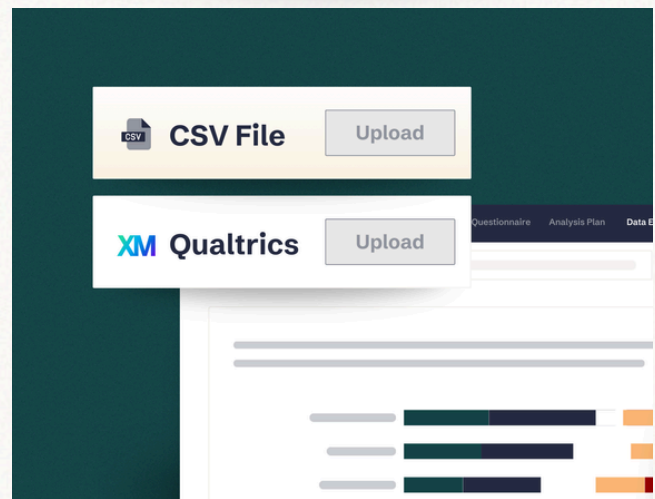 CSV
CSV File
Upload
XM Qualtrics
Upload
Questionnaire
Analysis Plan
Data E